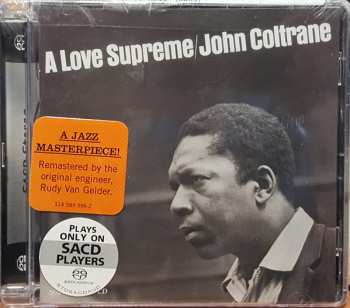 A Love Supreme/John Coltrane
A JAZZ
MASTERPIECE!
Remastered by the
original engineer,
Rudy Van Gelder.
PLAYS
ONLY ON
SACD
PLAYERS